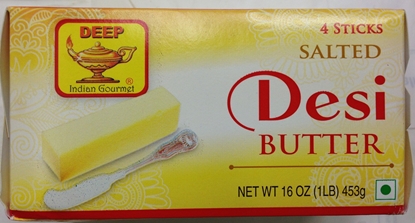 DEEP
®
Indian Gourmet
4 STICKS
SALTED
Desi
BUTTER
NET WT 16 OZ (1LB) 453g